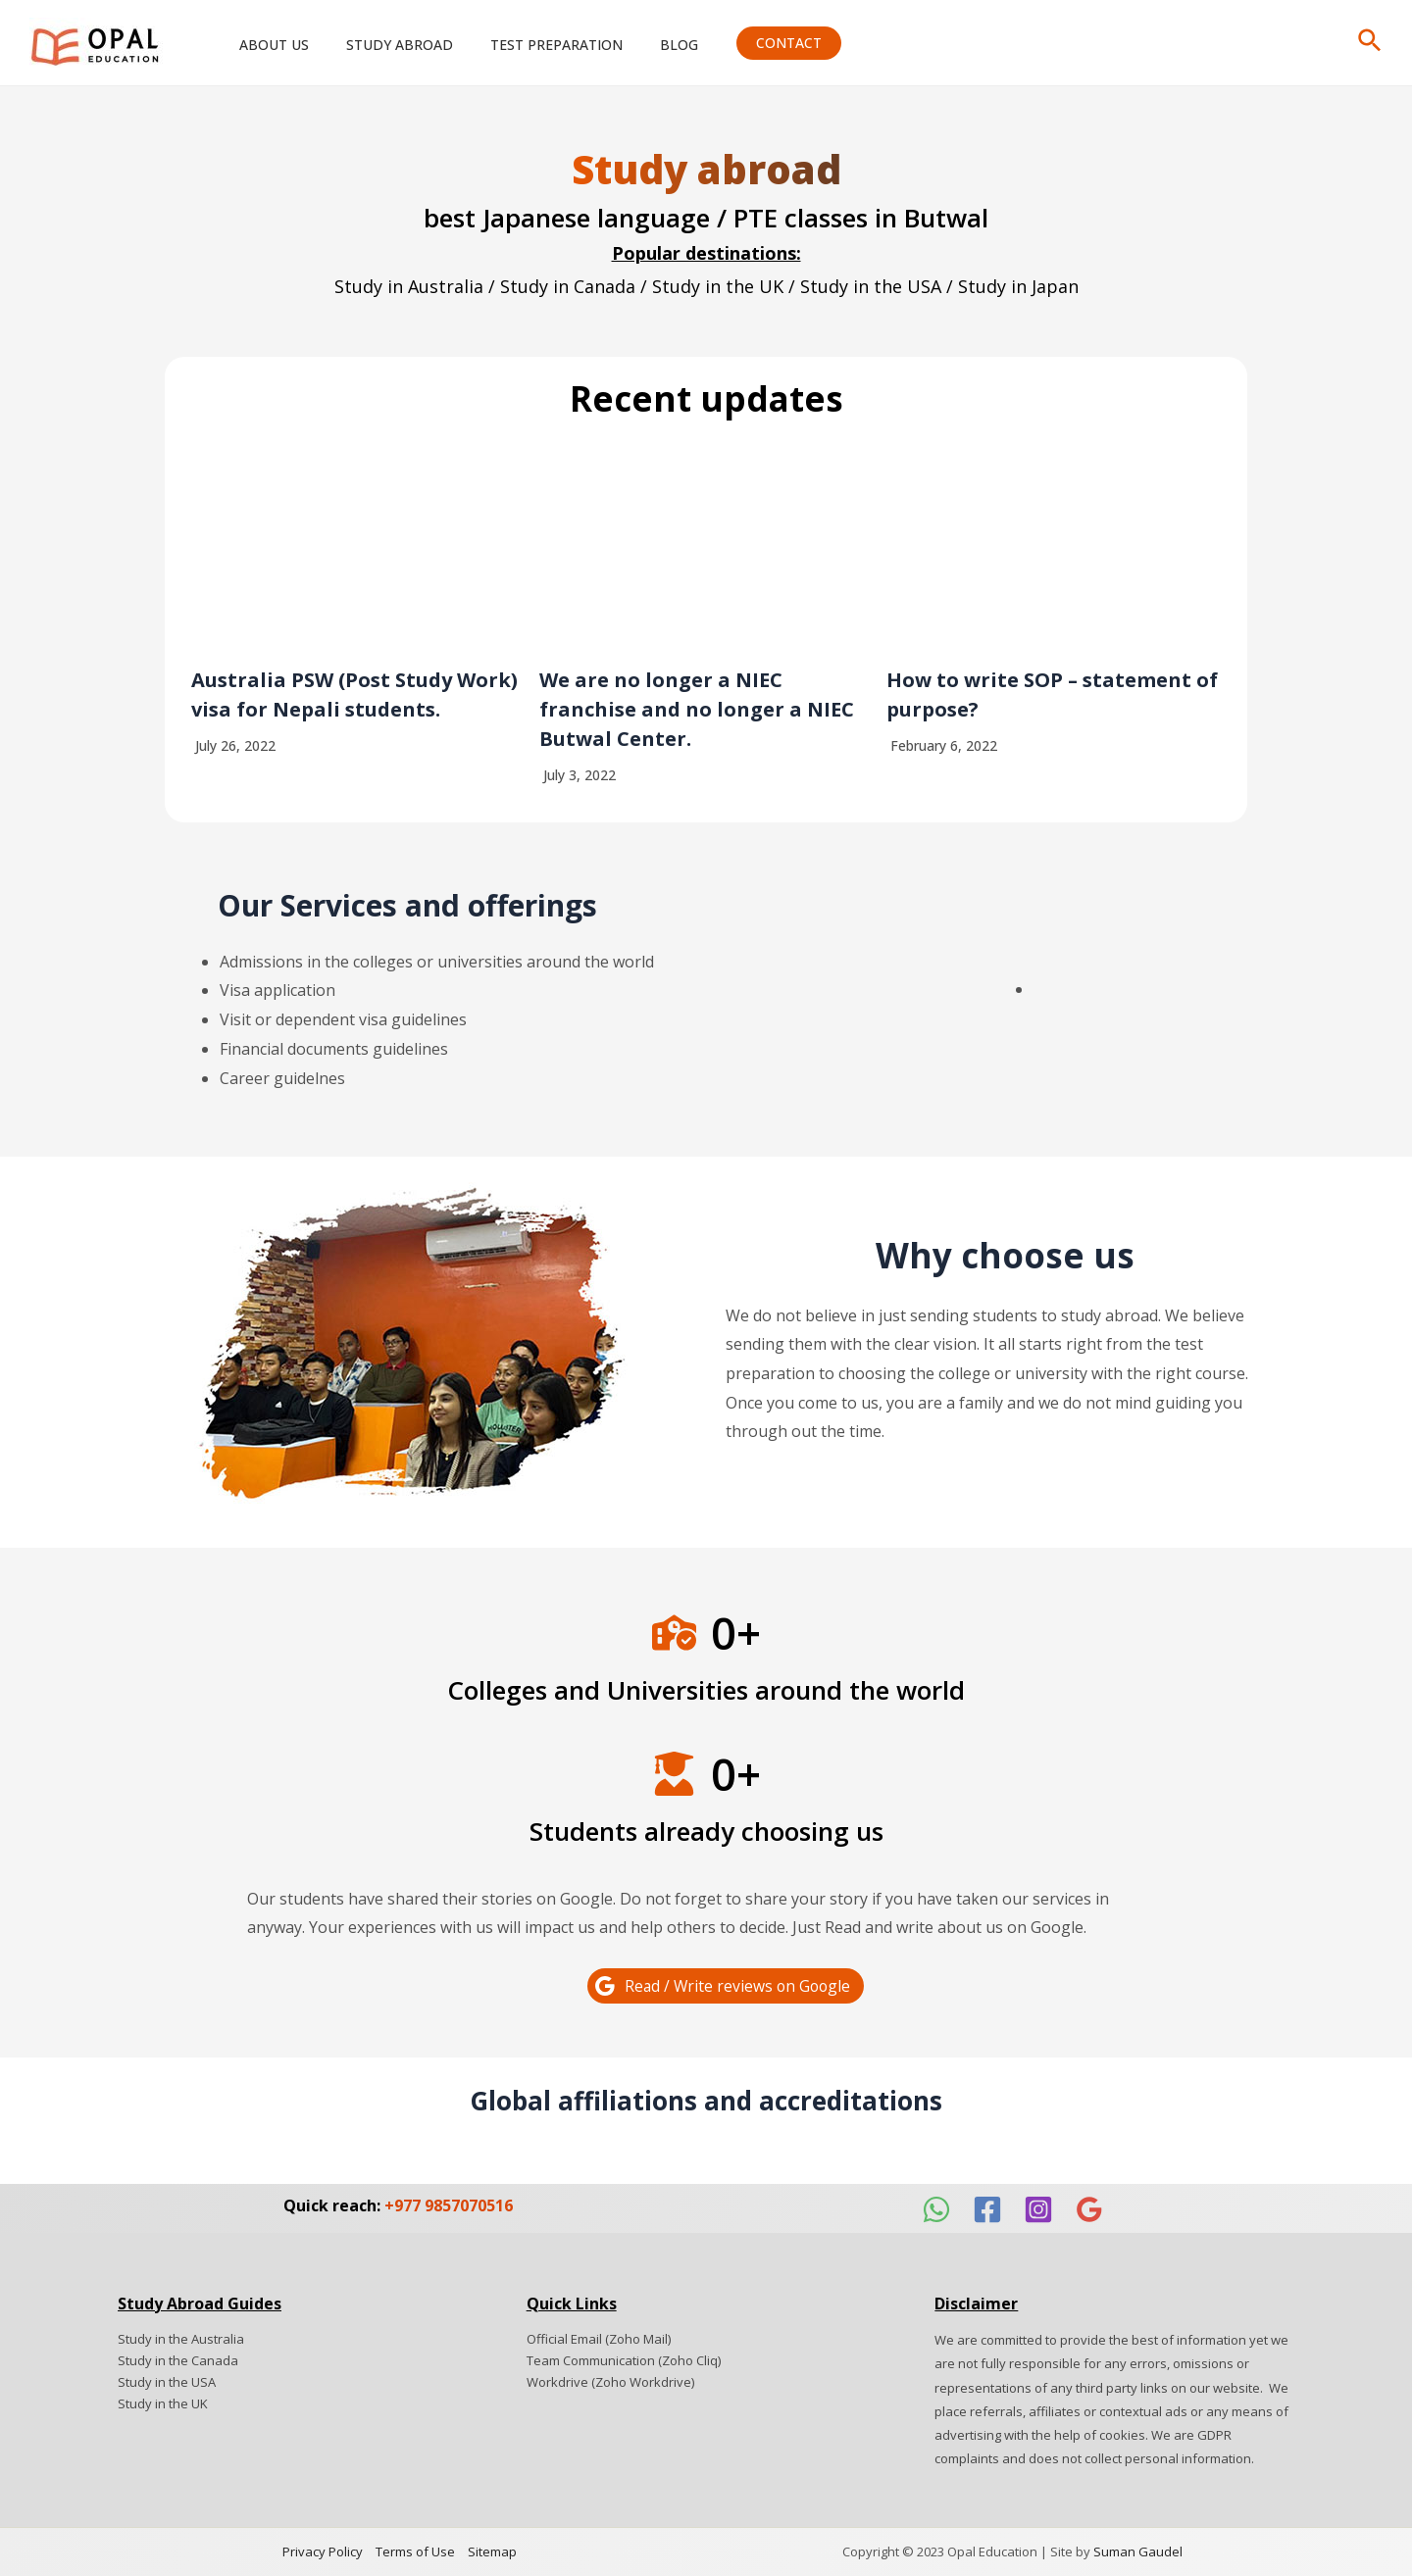 OPAL
EDUCATION
ABOUT US
STUDY ABROAD
TEST PREPARATION
BLOG
CONTACT
Study abroad
best Japanese language / PTE classes in Butwal
Popular destinations:
Study in Australia / Study in Canada / Study in the UK / Study in the USA / Study in Japan
Recent updates
Australia PSW (Post Study Work)
visa for Nepali students.
July 26, 2022
We are no longer a NIEC
franchise and no longer a NIEC
Butwal Center.
July 3, 2022
How to write SOP – statement of
purpose?
February 6, 2022
Our Services and offerings
Admissions in the colleges or universities around the world
Visa application
Visit or dependent visa guidelines
Financial documents guidelines
Career guidelnes
HOLLISTER
Why choose us
We do not believe in just sending students to study abroad. We believe
sending them with the clear vision. It all starts right from the test
preparation to choosing the college or university with the right course.
Once you come to us, you are a family and we do not mind guiding you
through out the time.
0+
Colleges and Universities around the world
0+
Students already choosing us
Our students have shared their stories on Google. Do not forget to share your story if you have taken our services in
anyway. Your experiences with us will impact us and help others to decide. Just Read and write about us on Google.
Read / Write reviews on Google
Global affiliations and accreditations
Quick reach: +977 9857070516
Study Abroad Guides
Study in the Australia
Study in the Canada
Study in the USA
Study in the UK
Quick Links
Official Email (Zoho Mail)
Team Communication (Zoho Cliq)
Workdrive (Zoho Workdrive)
Disclaimer
We are committed to provide the best of information yet we
are not fully responsible for any errors, omissions or
representations of any third party links on our website.  We
place referrals, affiliates or contextual ads or any means of
advertising with the help of cookies. We are GDPR
complaints and does not collect personal information.
Privacy Policy
Terms of Use
Sitemap
Copyright © 2023 Opal Education | Site by Suman Gaudel